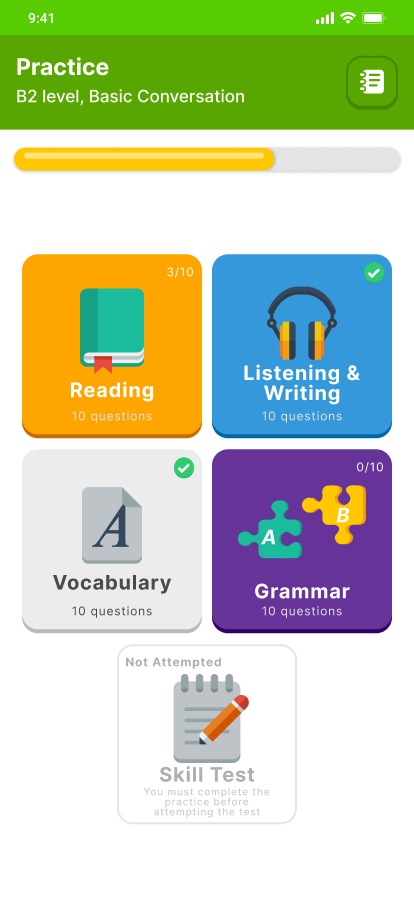 9:41
Practice
B2 level, Basic Conversation
3/10
Reading
10 questions
Listening &
Writing
10 questions
A
Vocabulary
10 questions
0/10
A
B
Grammar
10 questions
Not Attempted
Skill Test
You must complete the
practice before
attempting the test